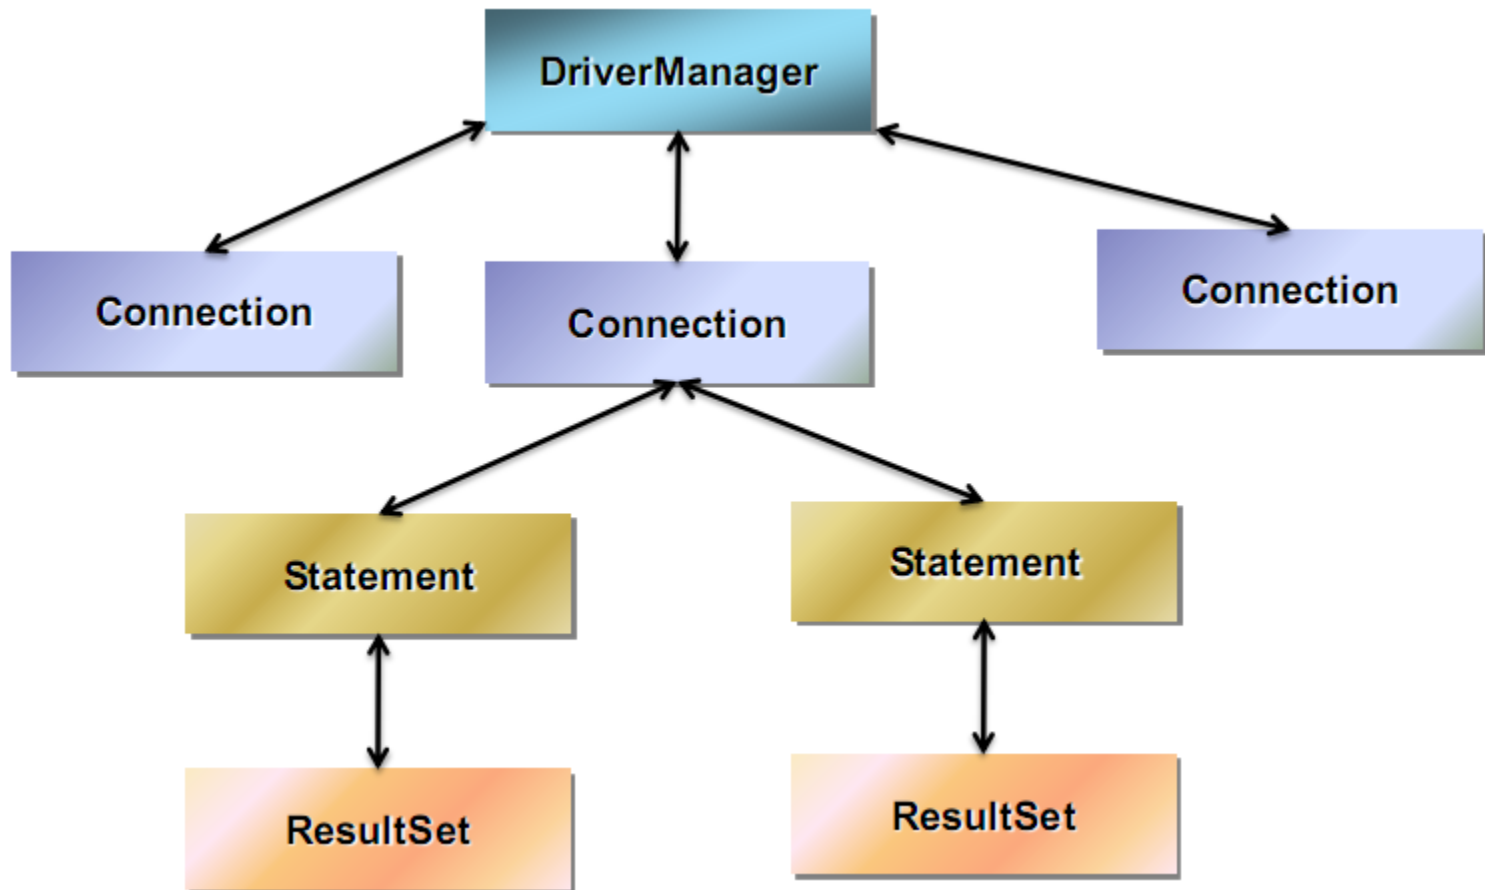 DriverManager
Connection
Connection
Connection
Statement
Statement
ResultSet
ResultSet